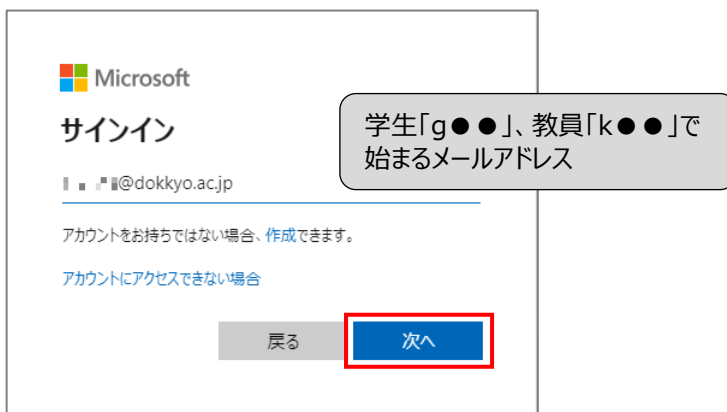 Microsoft
サインイン
学生「g●●」、教員「k●●」で
始まるメールアドレス
@dokkyo.ac.jp
アカウントをお持ちではない場合、作成できます。
アカウントにアクセスできない場合
戻る
次へ